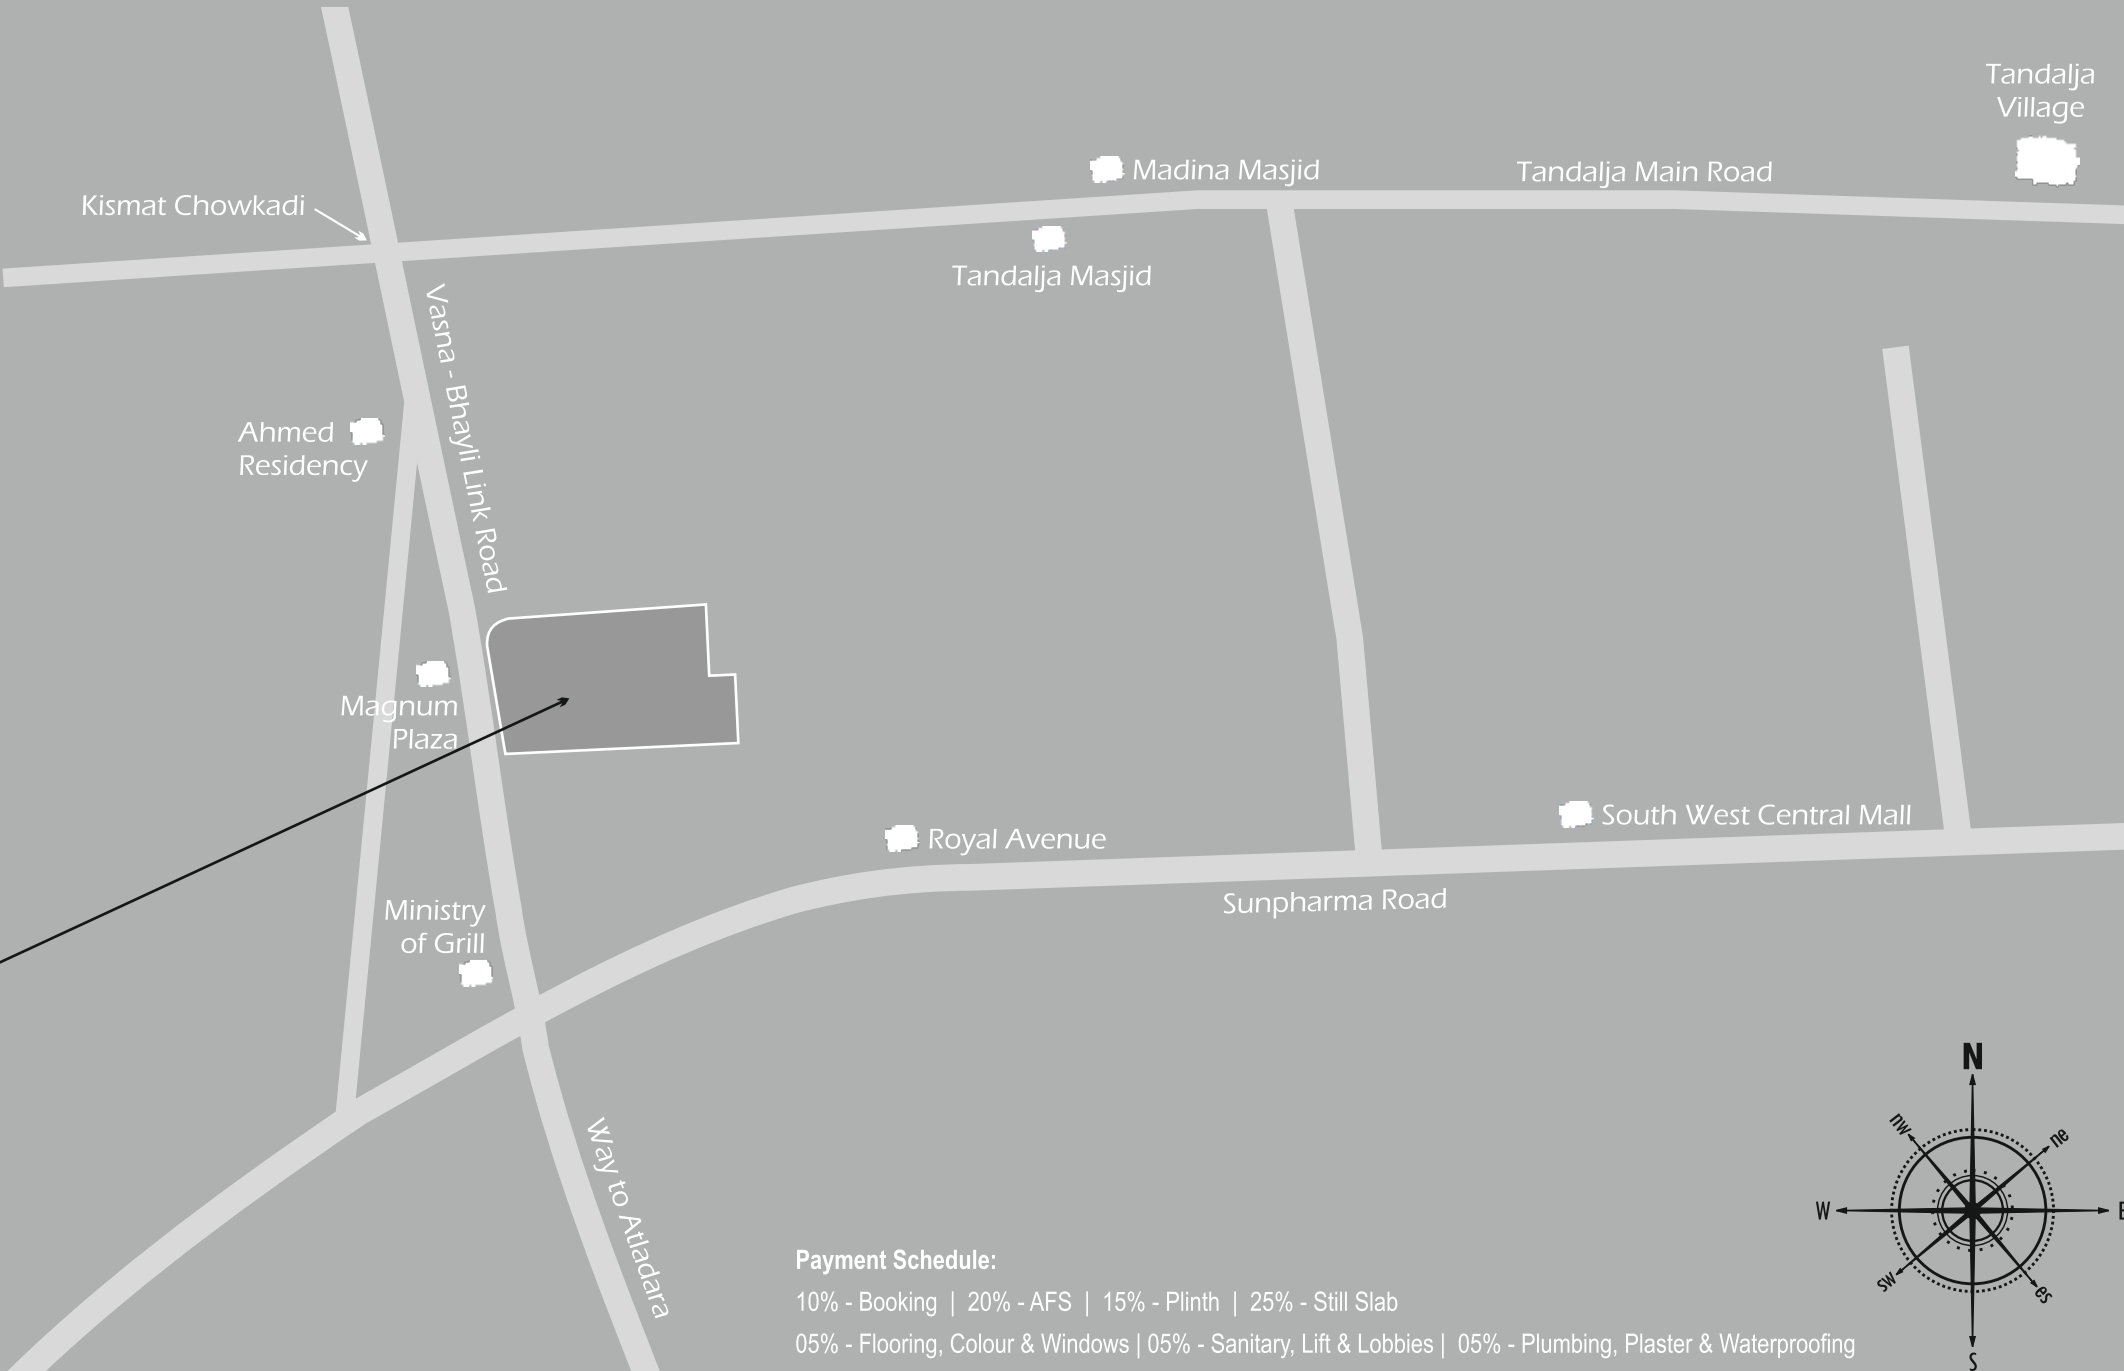 Tandalja
Village
Madina Masjid
Tandalja Main Road
Kismat Chowkadi
Tandalja Masjid
Vasna - Bhayli Link Road
Ahmed
Residency
Magnum
Plaza
South West Central Mall
Royal Avenue
Sunpharma Road
Ministry
of Grill
N
nw
ne
W
E
sw
es
S
Way to Atladara
Payment Schedule:
10% - Booking | 20% - AFS | 15% - Plinth | 25% - Still Slab
05% - Flooring, Colour & Windows | 05% - Sanitary, Lift & Lobbies | 05% - Plumbing, Plaster & Waterproofing